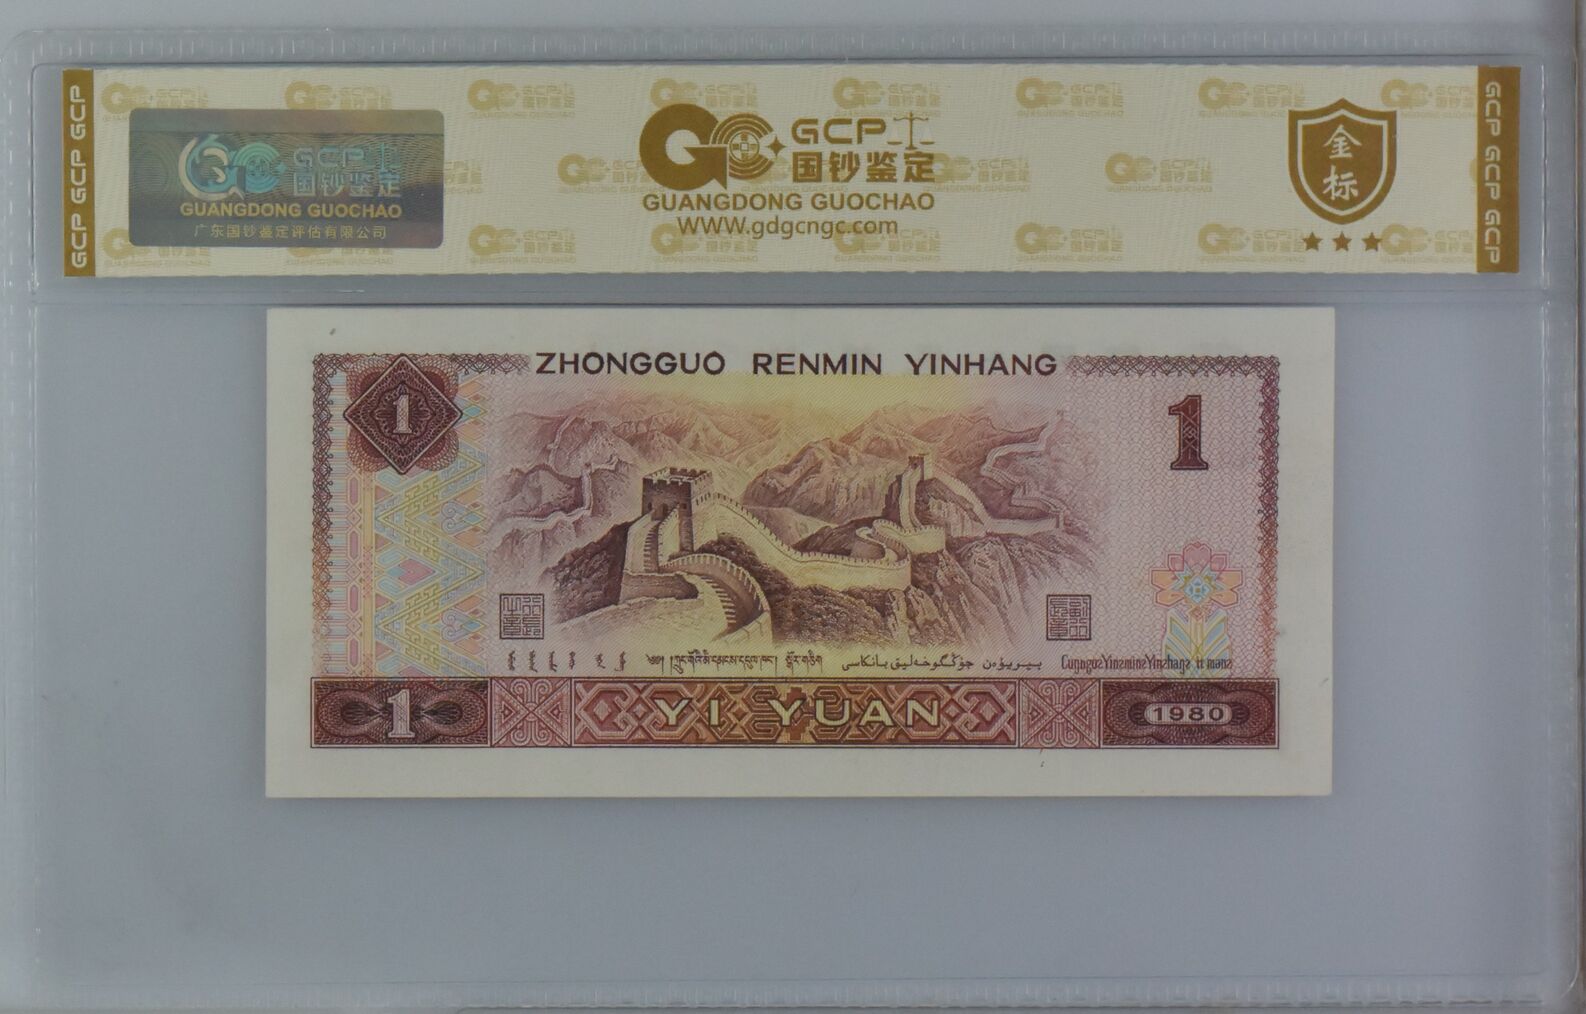 GCP GCP GCP
GCP
国钞鉴定
GUANGDONG GUOCHAO
广东国钞鉴定评估有限公司
GCP
国钞鉴定
GUANGDONG GUOCHAO
WWW.gdgcngc.com
金标
GCP GCP GCP
ZHONGGUO RENMIN YINHANG
1
1
YI YUAN
1
1980